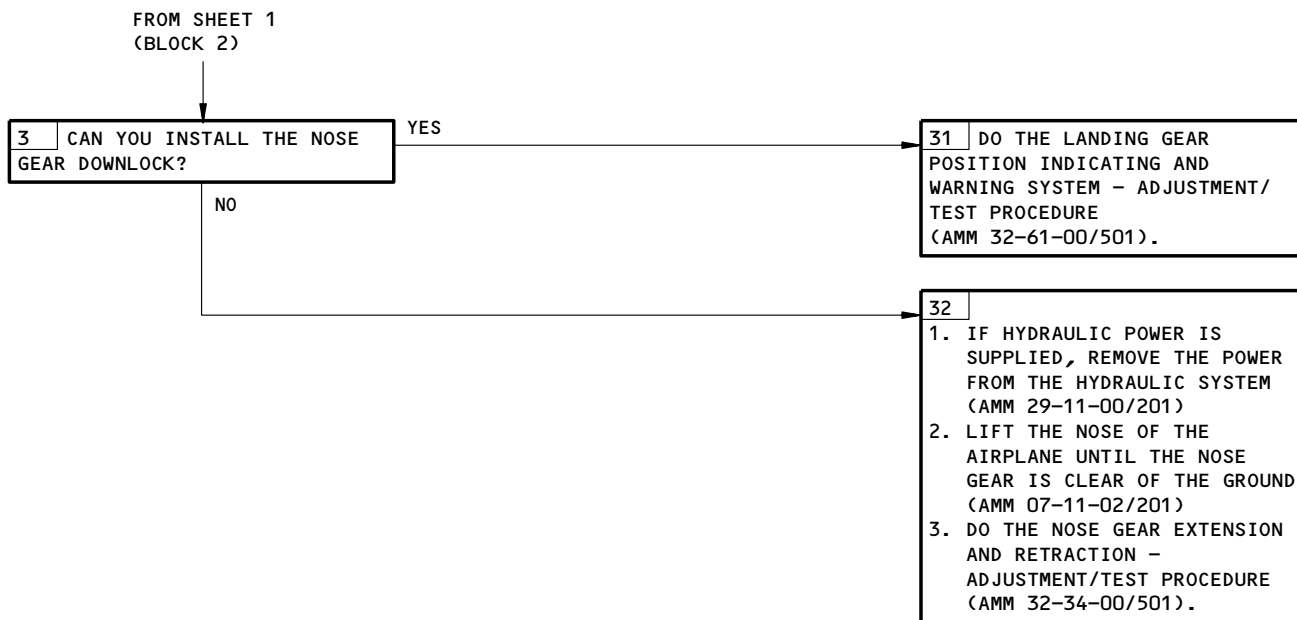 FROM SHEET 1
(BLOCK 2)
3 CAN YOU INSTALL THE NOSE
GEAR DOWNLOCK?
YES
NO
31 DO THE LANDING GEAR
POSITION INDICATING AND
WARNING SYSTEM – ADJUSTMENT/
TEST PROCEDURE
(AMM 32–61–00/501).
32
1. IF HYDRAULIC POWER IS
SUPPLIED, REMOVE THE POWER
FROM THE HYDRAULIC SYSTEM
(AMM 29–11–00/201)
2. LIFT THE NOSE OF THE
AIRPLANE UNTIL THE NOSE
GEAR IS CLEAR OF THE GROUND
(AMM 07–11–02/201)
3. DO THE NOSE GEAR EXTENSION
AND RETRACTION –
ADJUSTMENT/TEST PROCEDURE
(AMM 32–34–00/501).